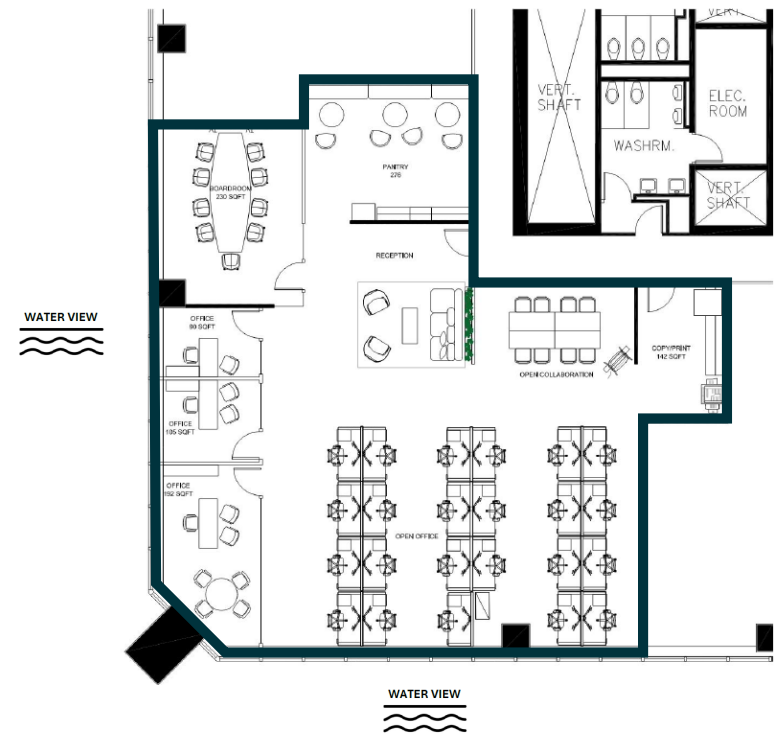 VERT.
VERT.
SHAFT
ELEC.
ROOM
WASHRM.
VERT.
SHAFT
PANTRY
276
BOARDROOM
230 SQFT
RECEPTION
WATER VIEW
OFFICE
SQFT
COPY/PRINT
142 SQFT
OPEN COLLABORATION
OFFICE
105 SQFT
OFFICE
192 SQFT
OPEN OFFICE
WATER VIEW